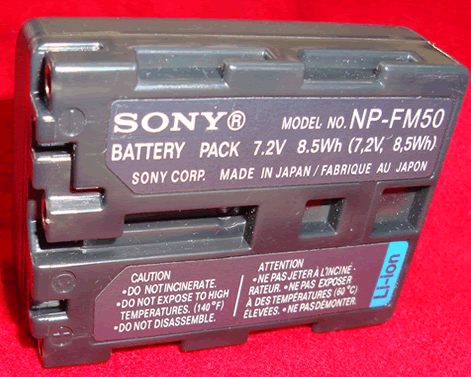 SONY® MODEL NO. NP-FM50
BATTERY PACK 7.2V 8.5Wh (7,2V, 8,5Wh)
SONY CORP. MADE IN JAPAN / FABRIQUE AU JAPON
CAUTION
•DO NOT INCINERATE.
•DO NOT EXPOSE TO HIGH
TEMPERATURES. (140°F)
•DO NOT DISASSEMBLE.
ATTENTION
•NE PAS JETER À L'INCINÉ-
RATEUR. •NE PAS EXPOSER
À DES TEMPÉRATURES (60°C)
ÉLEVÉES. •NE PAS DÉMONTER.
Li-ion